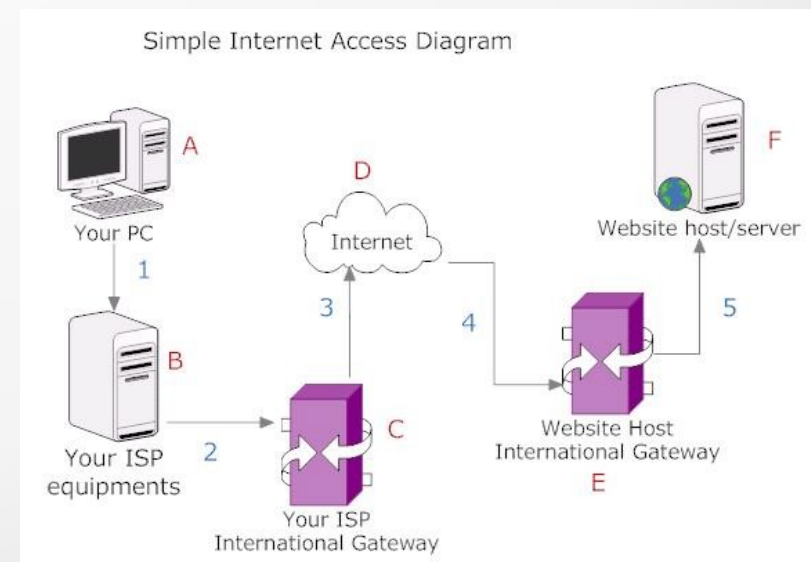 Simple Internet Access Diagram
A
Your PC
1
B
Your ISP
equipments
2
C
Your ISP
International Gateway
3
D
Internet
4
Website Host
International Gateway
E
5
F
Website host/server